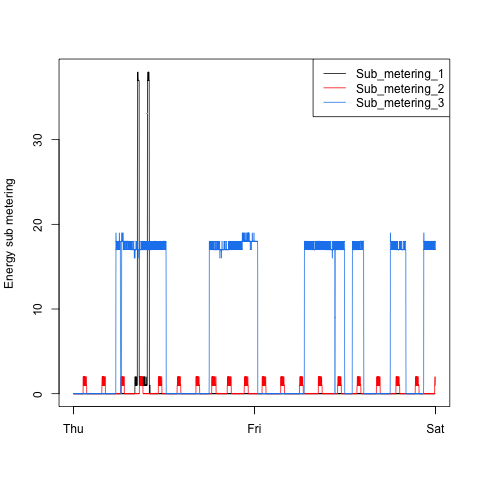 Sub_metering_1
Sub_metering_2
Sub_metering_3
Energy sub metering
30
20
10
0
Thu Fri Sat